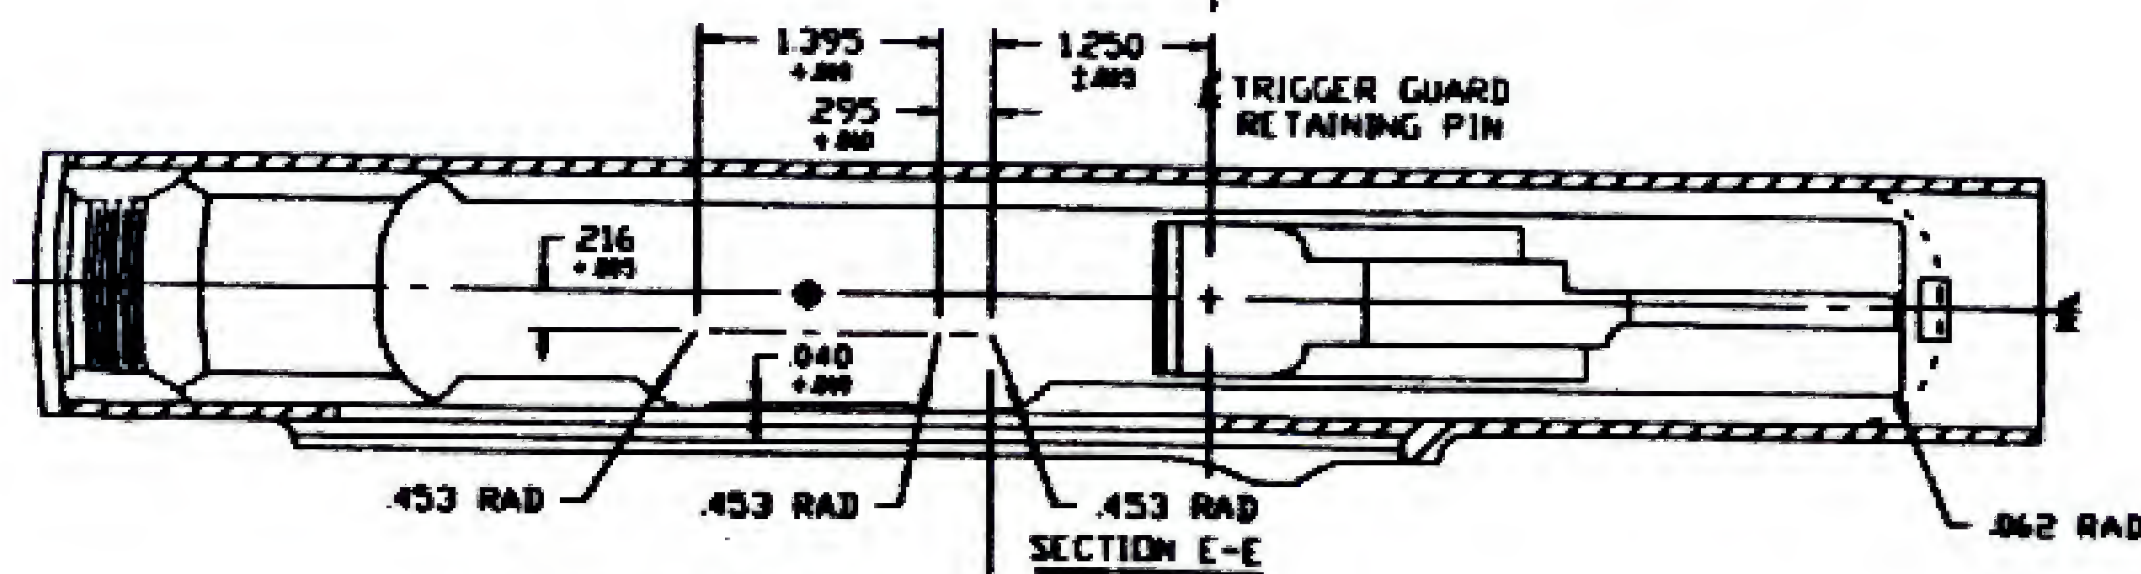 1.395
1.250
TRIGGER GUARD
RETAINING PIN
.295
.216
.040
.453 RAD
.453 RAD
.453 RAD
.062 RAD
SECTION E-E